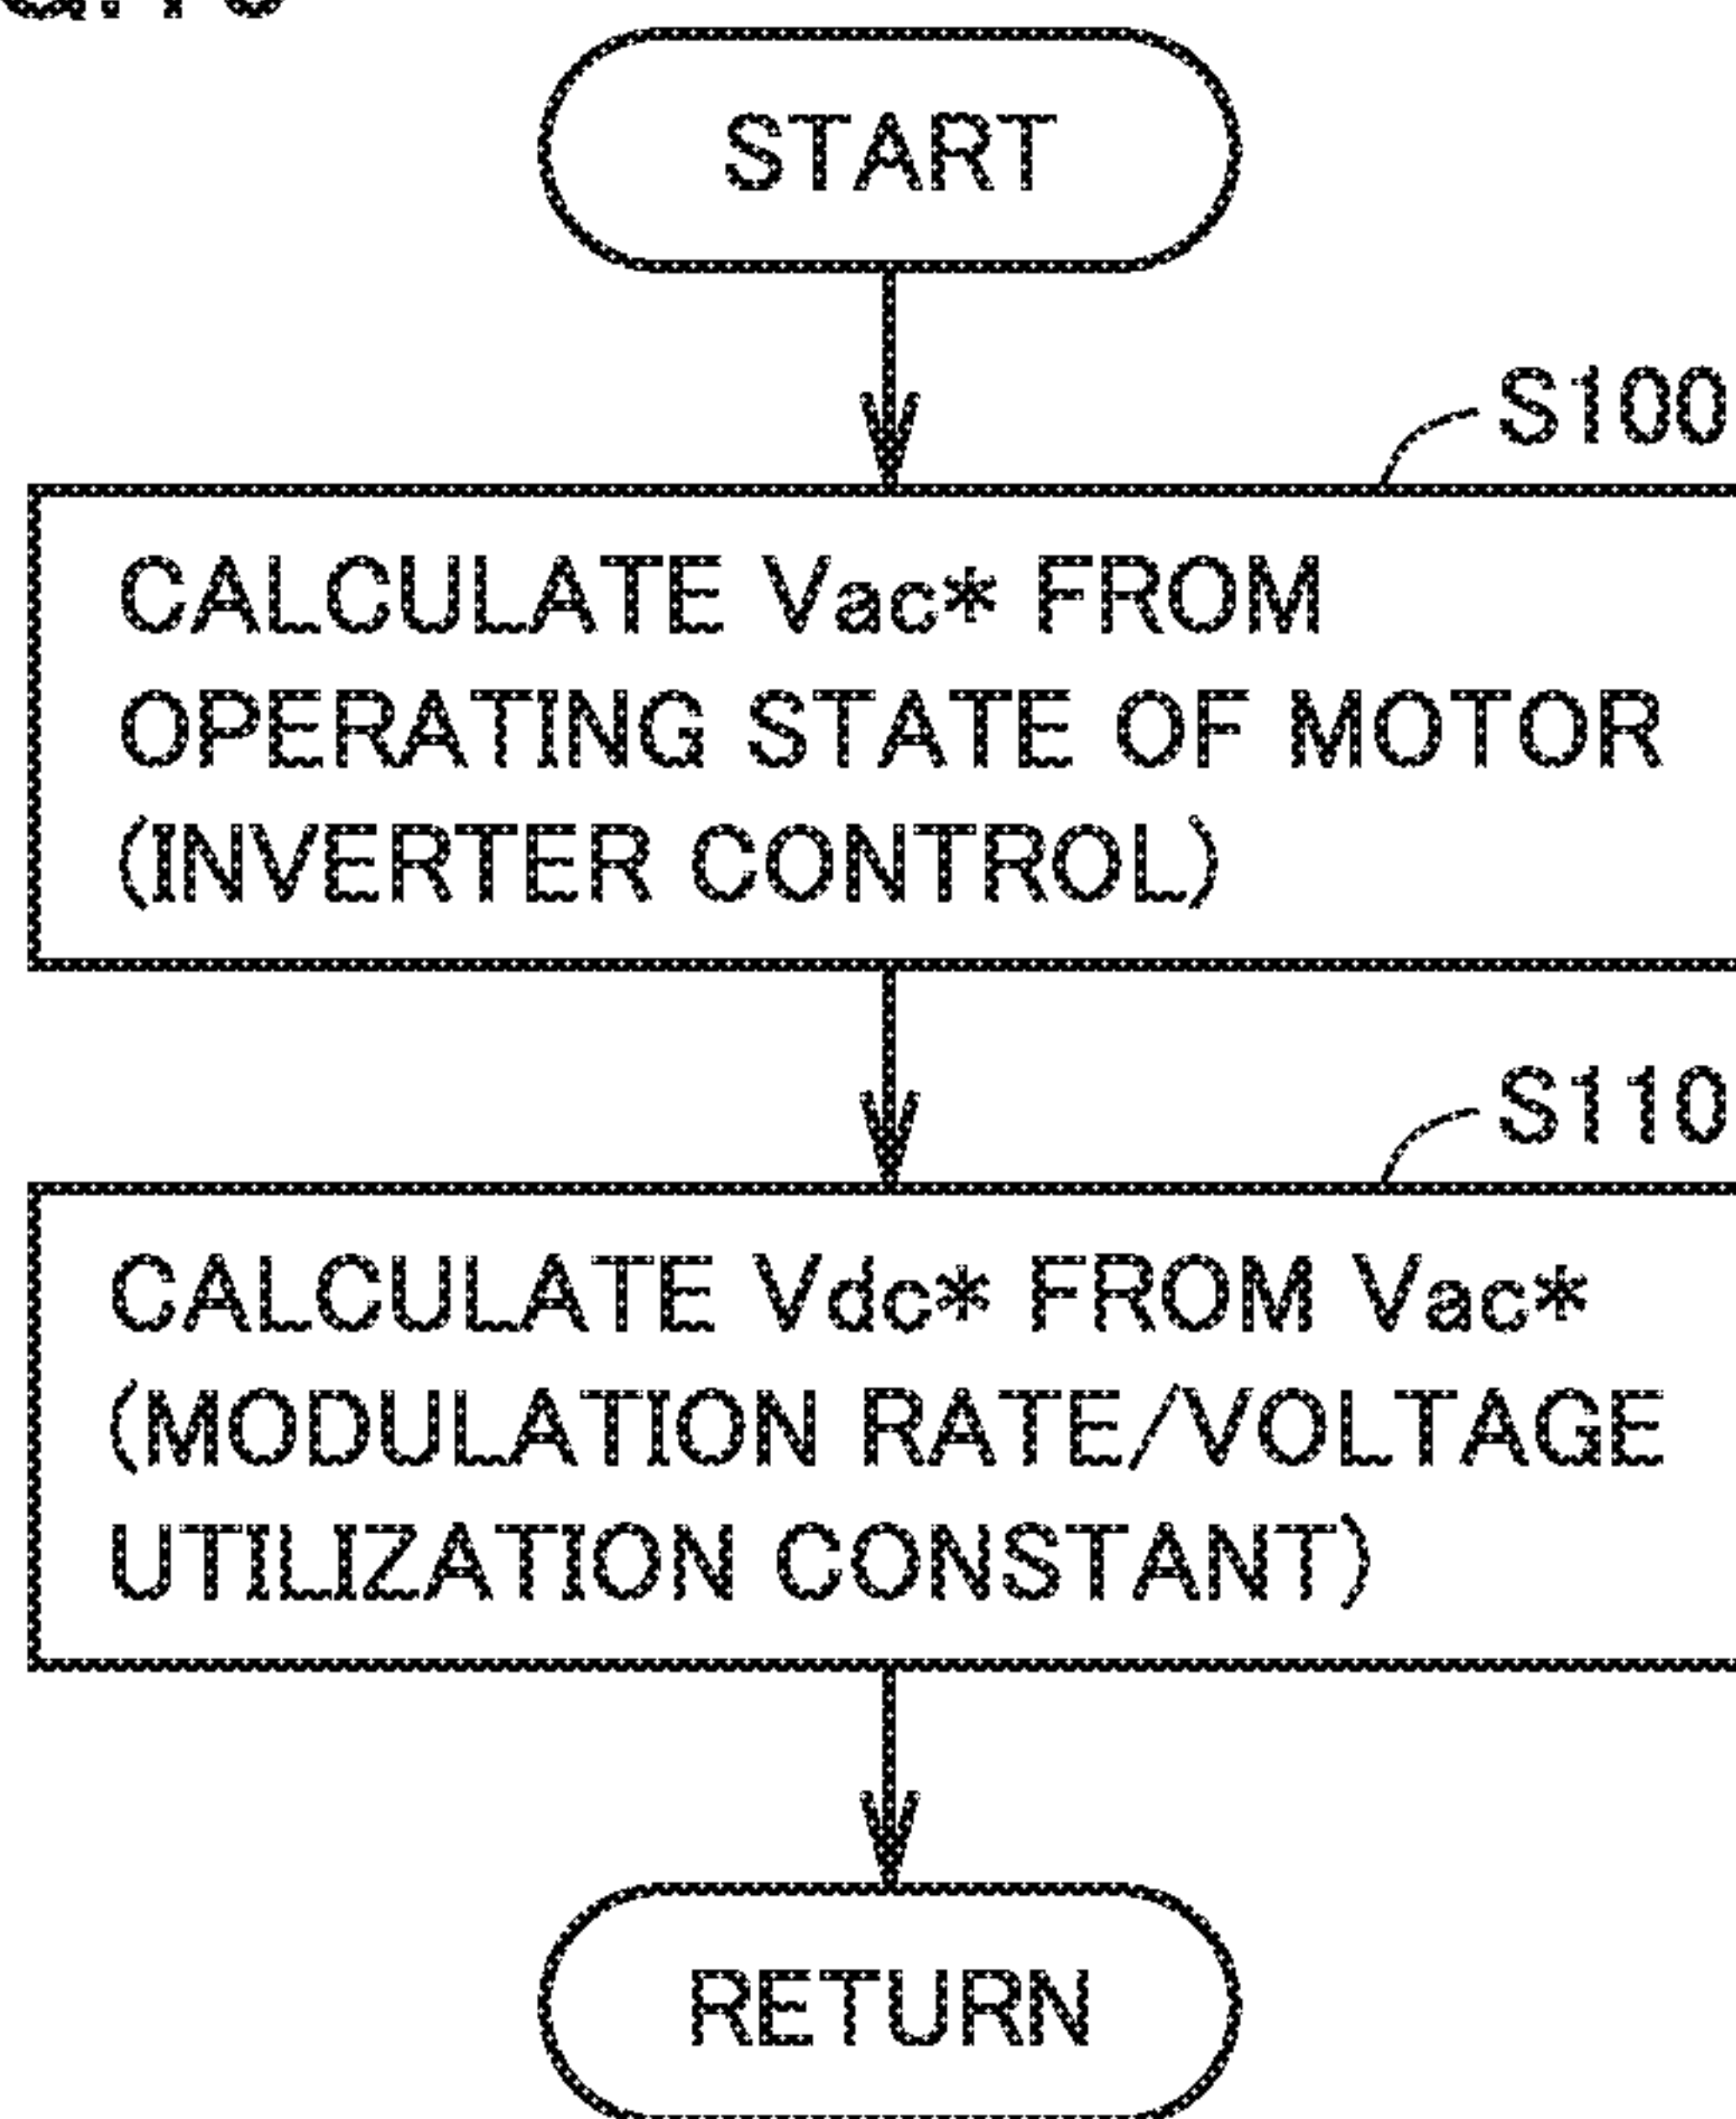 START
S100
CALCULATE Vac* FROM
OPERATING STATE OF MOTOR
(INVERTER CONTROL)
S110
CALCULATE Vdc* FROM Vac*
(MODULATION RATE/VOLTAGE
UTILIZATION CONSTANT)
RETURN